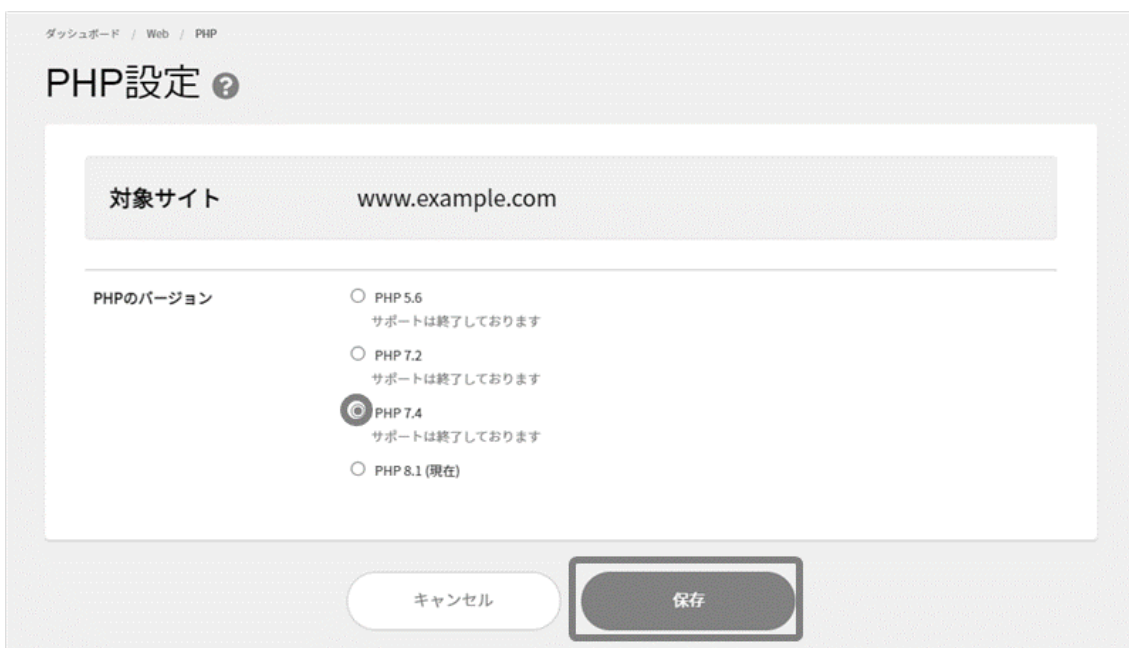 ダッシュボード / Web / PHP
PHP設定 ?
対象サイト www.example.com
PHPのバージョン
PHP 5.6
サポートは終了しております
PHP 7.2
サポートは終了しております
PHP 7.4
サポートは終了しております
PHP 8.1 (現在)
キャンセル 保存